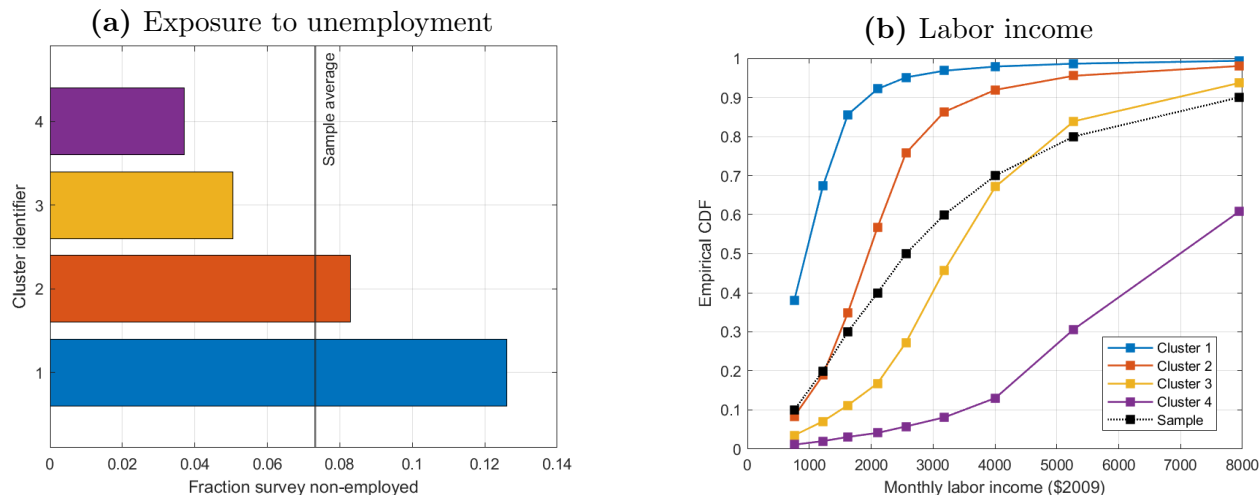 (a) Exposure to unemployment
Sample average
4
3
2
1
Cluster identifier
0
0.02
0.04
0.06
0.08
0.1
0.12
0.14
Fraction survey non-employed
(b) Labor income
1
0.9
0.8
0.7
0.6
0.5
0.4
0.3
0.2
0.1
0
Empirical CDF
Cluster 1
Cluster 2
Cluster 3
Cluster 4
Sample
1000
2000
3000
4000
5000
6000
7000
8000
Monthly labor income ($2009)